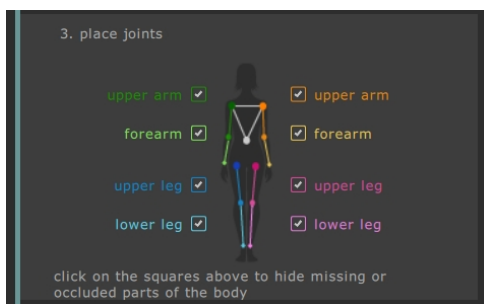 3. place joints
upper arm upper arm
forearm forearm
upper leg upper leg
lower leg lower leg
click on the squares above to hide missing or
occluded parts of the body